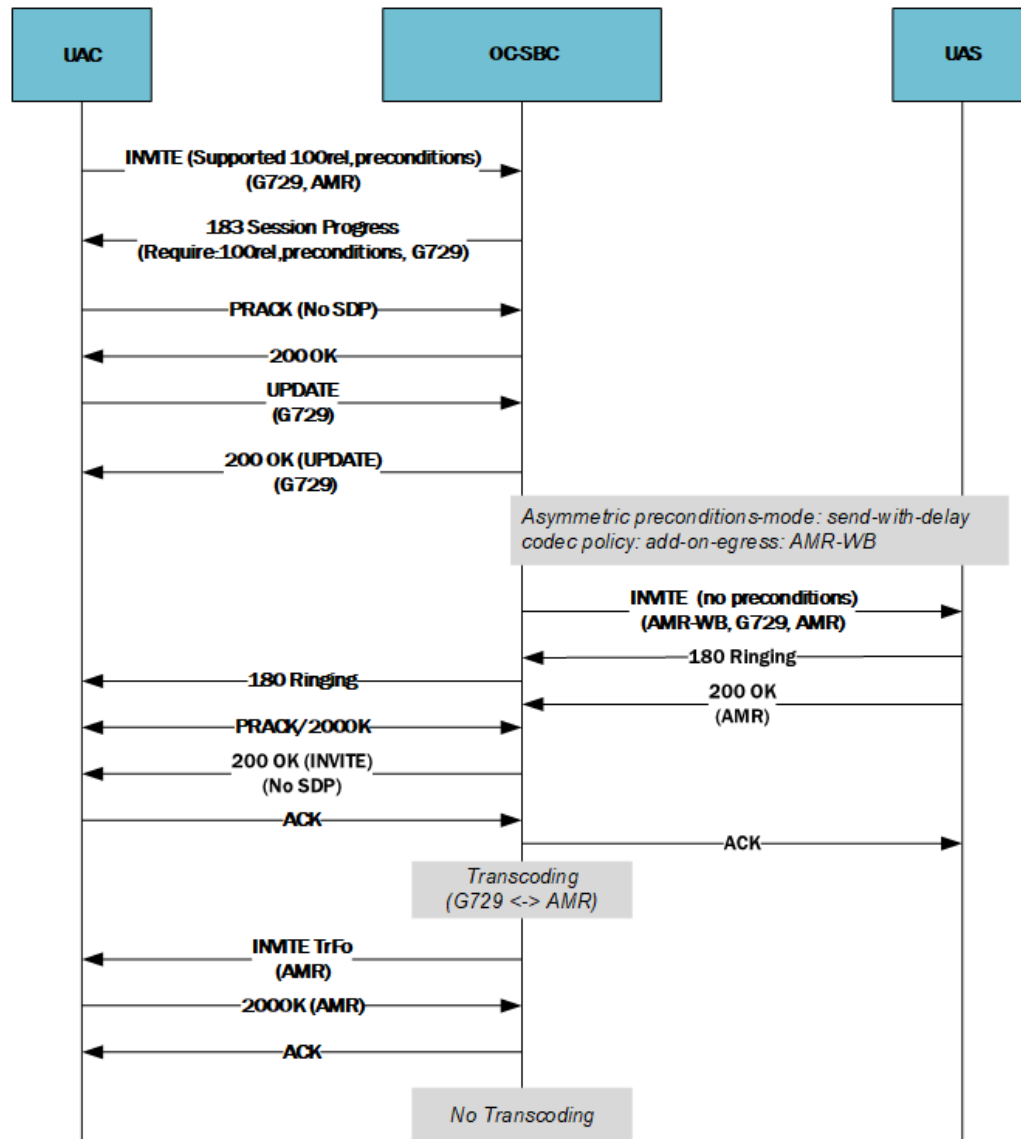 UAC
OC-SBC
UAS
INVITE (Supported 100rel,preconditions)
(G729, AMR)
183 Session Progress
(Require:100rel,preconditions, G729)
PRACK (No SDP)
200 OK
UPDATE
(G729)
200 OK (UPDATE)
(G729)
Asymmetric preconditions-mode: send-with-delay
codec policy: add-on-egress: AMR-WB
INVITE (no preconditions)
(AMR-WB, G729, AMR)
180 Ringing
180 Ringing
200 OK
(AMR)
PRACK/200OK
200 OK (INVITE)
(No SDP)
ACK
ACK
Transcoding
(G729 <-> AMR)
INVITE TrFo
(AMR)
200OK (AMR)
ACK
No Transcoding